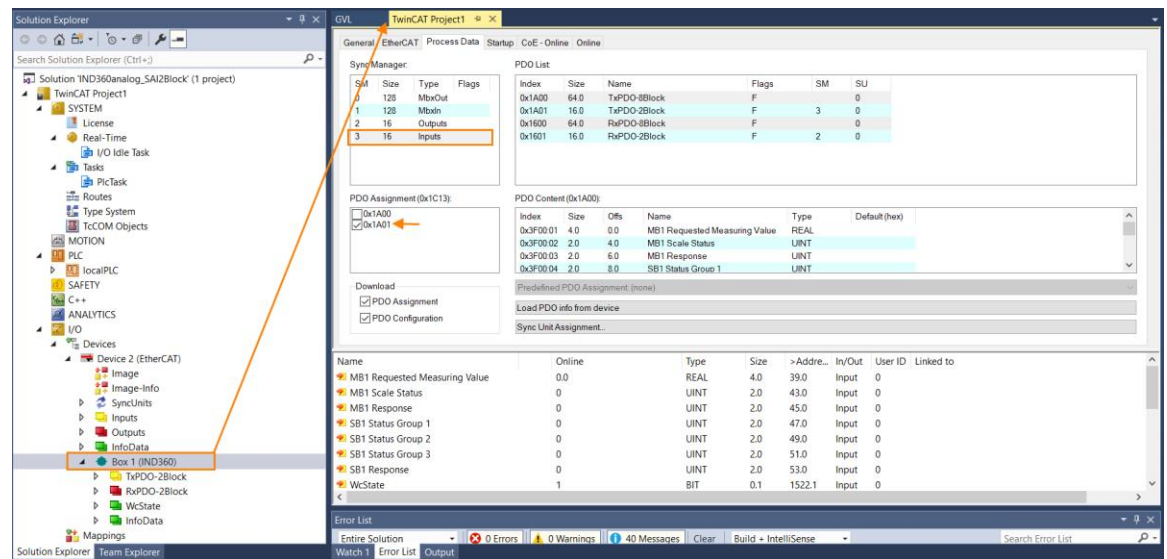 Solution Explorer
Search Solution Explorer (Ctrl+;)
Solution 'IND360analog_SAI2Block' (1 project)
TwinCAT Project1
SYSTEM
License
Real-Time
I/O Idle Task
Tasks
PlcTask
Routes
Type System
TcCOM Objects
MOTION
PLC
localPLC
SAFETY
C++
ANALYTICS
I/O
Devices
Device 2 (EtherCAT)
Image
Image-Info
SyncUnits
Inputs
Outputs
InfoData
Box 1 (IND360)
TxPDO-2Block
RxPDO-2Block
WcState
InfoData
Mappings
Solution Explorer Team Explorer
GVL TwinCAT Project1
General EtherCAT Process Data Startup CoE - Online Online
Sync Manager:
SM Size Type Flags
0 128 MbxOut
1 128 MbxIn
2 16 Outputs
3 16 Inputs
PDO List:
Index Size Name Flags SM SU
0x1A00 64.0 TxPDO-8Block F 0
0x1A01 16.0 TxPDO-2Block F 3 0
0x1600 64.0 RxPDO-8Block F 0
0x1601 16.0 RxPDO-2Block F 2 0
PDO Assignment (0x1C13):
0x1A00
0x1A01
PDO Content (0x1A00):
Index Size Offs Name Type Default (hex)
0x3F00:01 4.0 0.0 MB1 Requested Measuring Value REAL
0x3F00:02 2.0 4.0 MB1 Scale Status UINT
0x3F00:03 2.0 6.0 MB1 Response UINT
0x3F00:04 2.0 8.0 SB1 Status Group 1 UINT
Download
PDO Assignment
PDO Configuration
Predefined PDO Assignment: (none)
Load PDO info from device
Sync Unit Assignment...
Name Online Type Size >Addre... In/Out User ID Linked to
MB1 Requested Measuring Value 0.0 REAL 4.0 39.0 Input 0
MB1 Scale Status 0 UINT 2.0 43.0 Input 0
MB1 Response 0 UINT 2.0 45.0 Input 0
SB1 Status Group 1 0 UINT 2.0 47.0 Input 0
SB1 Status Group 2 0 UINT 2.0 49.0 Input 0
SB1 Status Group 3 0 UINT 2.0 51.0 Input 0
SB1 Response 0 UINT 2.0 53.0 Input 0
WcState 1 BIT 0.1 1522.1 Input 0
Error List
Entire Solution 0 Errors 0 Warnings 40 Messages Clear Build + IntelliSense Search Error List
Watch 1 Error List Output